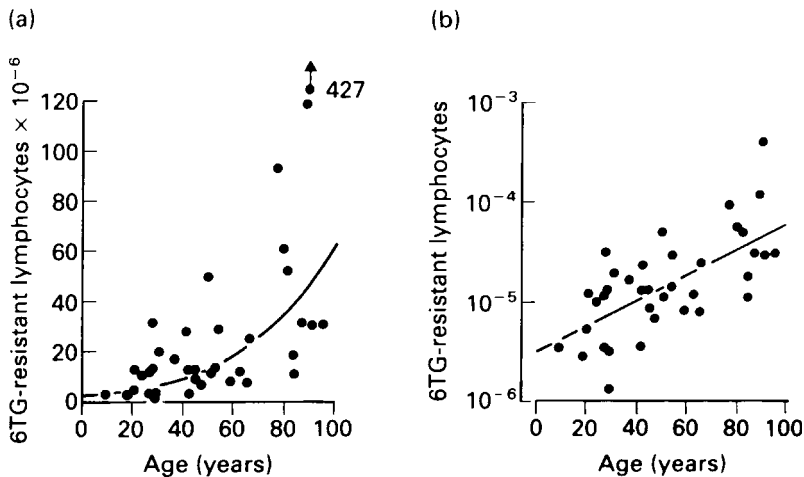 (a)
6TG-resistant lymphocytes × 10⁻⁶
427
120
100
80
60
40
20
0
0 20 40 60 80 100
Age (years)
(b)
6TG-resistant lymphocytes
10⁻³
10⁻⁴
10⁻⁵
10⁻⁶
0 20 40 60 80 100
Age (years)